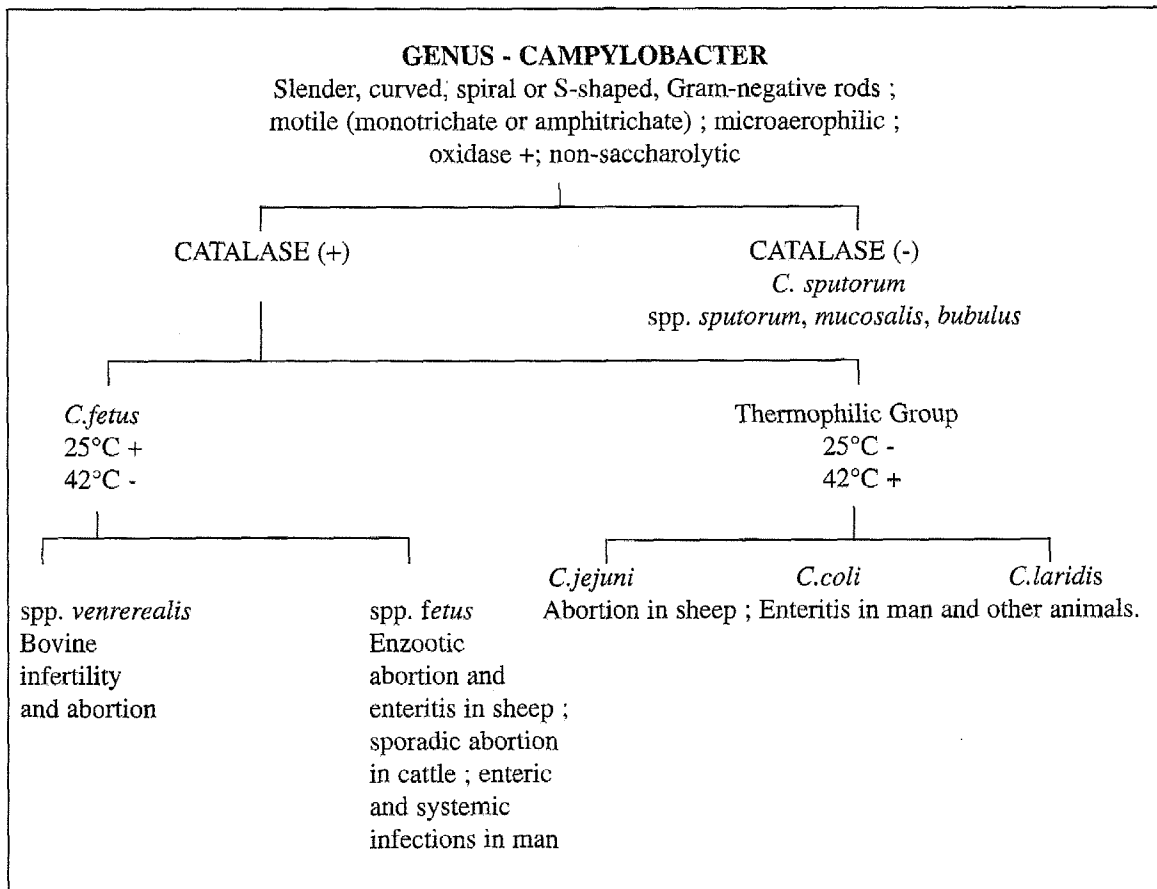 GENUS - CAMPYLOBACTER
Slender, curved, spiral or S-shaped, Gram-negative rods ;
motile (monotrichate or amphitrichate) ; microaerophilic ;
oxidase +; non-saccharolytic
CATALASE (+)
CATALASE (-)
C. sputorum
spp. sputorum, mucosalis, bubulus
C.fetus
25°C +
42°C -
Thermophilic Group
25°C -
42°C +
spp. venrerealis
Bovine
infertility
and abortion
spp. fetus
Enzootic
abortion and
enteritis in sheep ;
sporadic abortion
in cattle ; enteric
and systemic
infections in man
C.jejuni C.coli C.laridis
Abortion in sheep ; Enteritis in man and other animals.